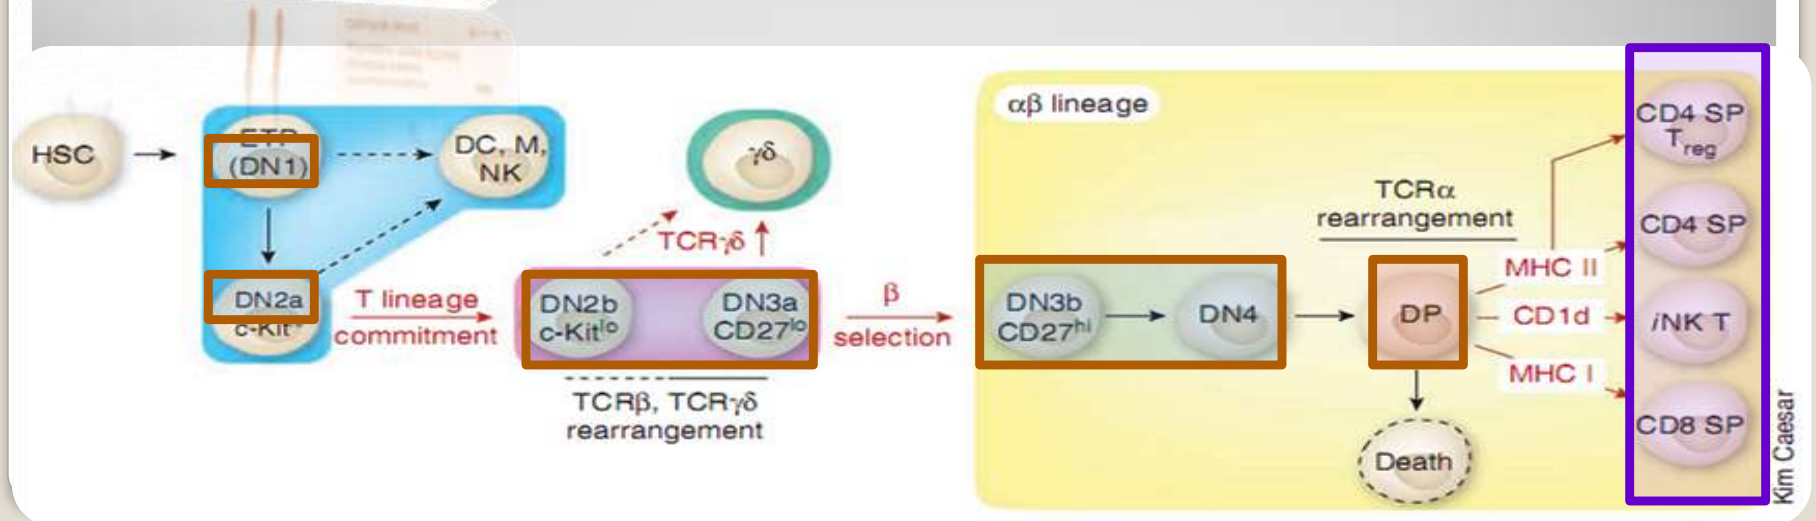 HSC
ETP
(DN1)
DC, M,
NK
DN2a
c-Kit⁺
T lineage
commitment
γδ
TCRγδ
DN2b
c-Kitˡᵒ
DN3a
CD27ˡᵒ
TCRβ, TCRγδ
rearrangement
β
selection
αβ lineage
DN3b
CD27ʰⁱ
DN4
TCRα
rearrangement
DP
Death
MHC II
CD1d
MHC I
CD4 SP
Treg
CD4 SP
iNK T
CD8 SP
Kim Caesar